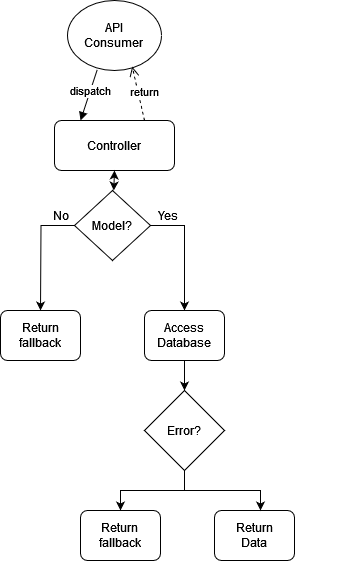 API
Consumer
dispatch
return
Controller
Model?
No
Yes
Return
fallback
Access
Database
Error?
Return
fallback
Return
Data